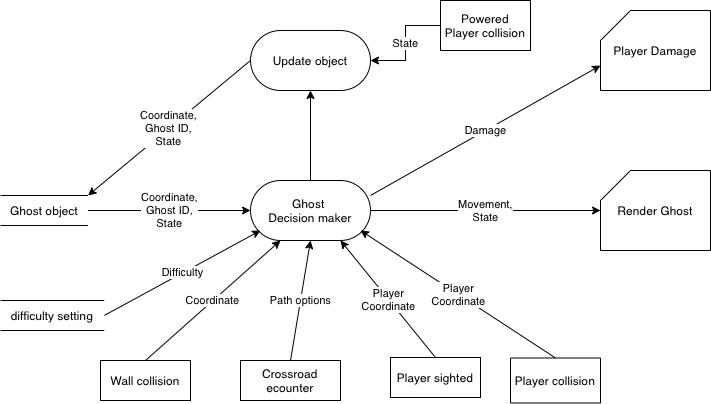 Powered
Player collision
State
Update object
Player Damage
Coordinate,
Ghost ID,
State
Damage
Ghost object
Coordinate,
Ghost ID,
State
Ghost
Decision maker
Movement,
State
Render Ghost
Difficulty
difficulty setting
Coordinate
Path options
Player
Coordinate
Player
Coordinate
Wall collision
Crossroad
ecounter
Player sighted
Player collision